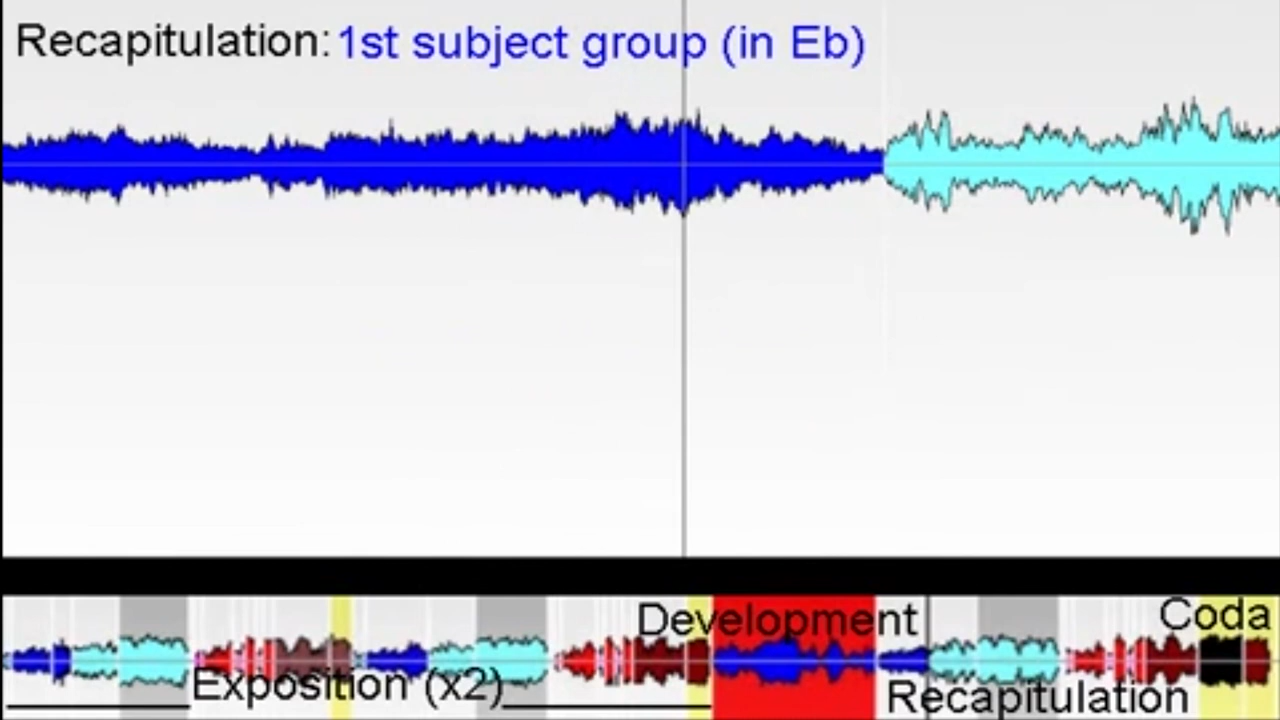 Recapitulation: 1st subject group (in Eb)
Development
Coda
Exposition (x2)
Recapitulation